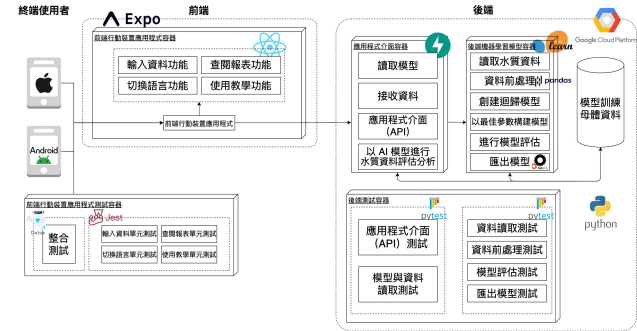 終端使用者
前端
後端
Expo
前端行動裝置應用程式容器
輸入資料功能
查閱報表功能
切換語言功能
使用教學功能
前端行動裝置應用程式
Android
前端行動裝置應用程式測試容器
Detox
整合
測試
Jest
輸入資料單元測試
查閱報表單元測試
切換語言單元測試
使用教學單元測試
應用程式介面容器
讀取模型
接收資料
應用程式介面
（API）
以 AI 模型進行
水質資料評估分析
後端機器學習模型容器
learn
讀取水質資料
資料前處理
pandas
創建迴歸模型
以最佳參數構建模型
進行模型評估
匯出模型
Google Cloud Platform
模型訓練
母體資料
python
後端測試容器
pytest
應用程式介面
（API）測試
模型與資料
讀取測試
pytest
資料讀取測試
資料前處理測試
模型評估測試
匯出模型測試